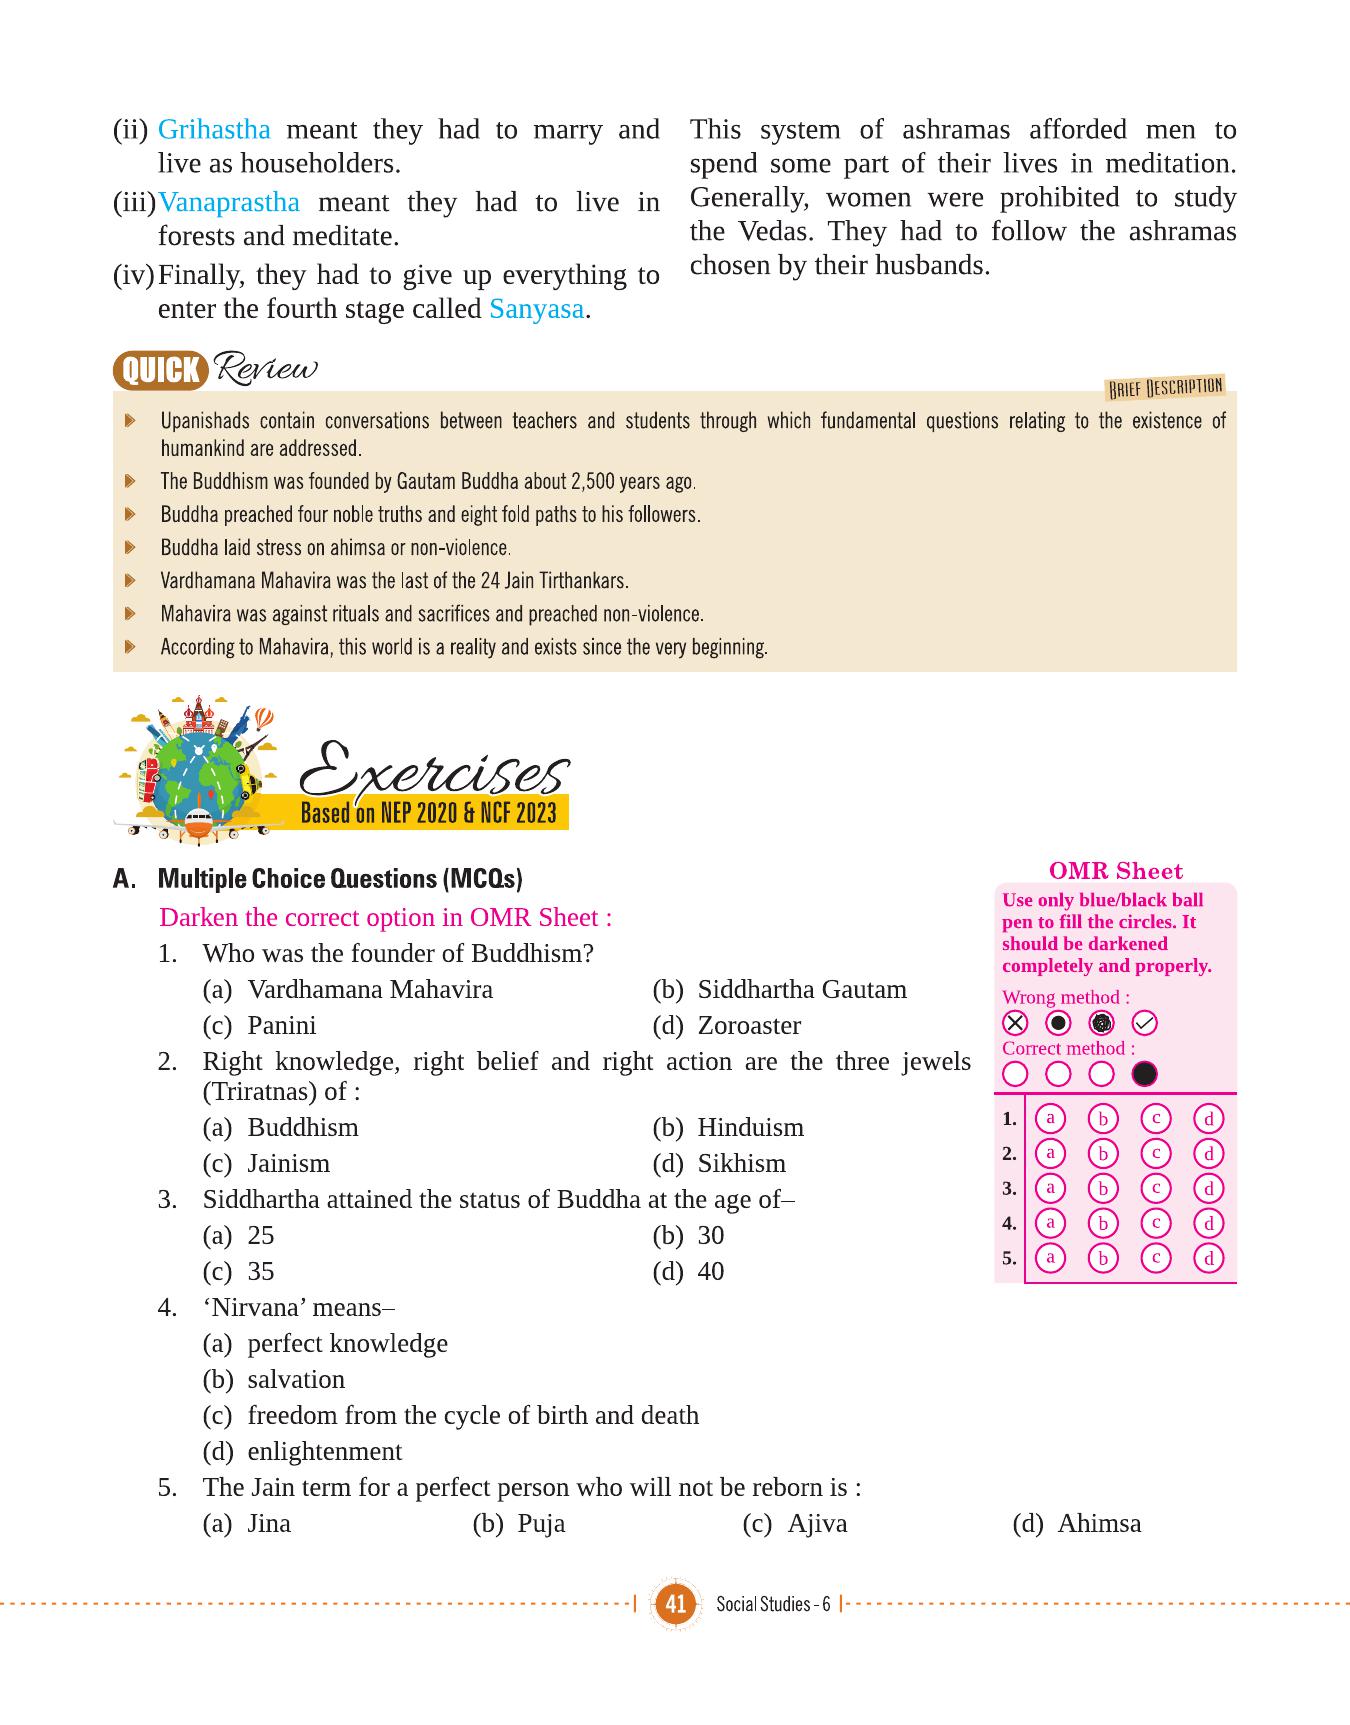 (ii) Grihastha meant they had to marry and
live as householders.
(iii) Vanaprastha meant they had to live in
forests and meditate.
(iv) Finally, they had to give up everything to
enter the fourth stage called Sanyasa.
This system of ashramas afforded men to
spend some part of their lives in meditation.
Generally, women were prohibited to study
the Vedas. They had to follow the ashramas
chosen by their husbands.
QUICK Review
BRIEF DESCRIPTION
Upanishads contain conversations between teachers and students through which fundamental questions relating to the existence of
humankind are addressed.
The Buddhism was founded by Gautam Buddha about 2,500 years ago.
Buddha preached four noble truths and eight fold paths to his followers.
Buddha laid stress on ahimsa or non-violence.
Vardhamana Mahavira was the last of the 24 Jain Tirthankars.
Mahavira was against rituals and sacrifices and preached non-violence.
According to Mahavira, this world is a reality and exists since the very beginning.
Exercises
Based on NEP 2020 & NCF 2023
A. Multiple Choice Questions (MCQs)
Darken the correct option in OMR Sheet :
1. Who was the founder of Buddhism?
(a) Vardhamana Mahavira (b) Siddhartha Gautam
(c) Panini (d) Zoroaster
2. Right knowledge, right belief and right action are the three jewels
(Triratnas) of :
(a) Buddhism (b) Hinduism
(c) Jainism (d) Sikhism
3. Siddhartha attained the status of Buddha at the age of–
(a) 25 (b) 30
(c) 35 (d) 40
4. ‘Nirvana’ means–
(a) perfect knowledge
(b) salvation
(c) freedom from the cycle of birth and death
(d) enlightenment
5. The Jain term for a perfect person who will not be reborn is :
(a) Jina (b) Puja (c) Ajiva (d) Ahimsa
OMR Sheet
Use only blue/black ball
pen to fill the circles. It
should be darkened
completely and properly.
Wrong method :
Correct method :
1. a b c d
2. a b c d
3. a b c d
4. a b c d
5. a b c d
41 Social Studies - 6